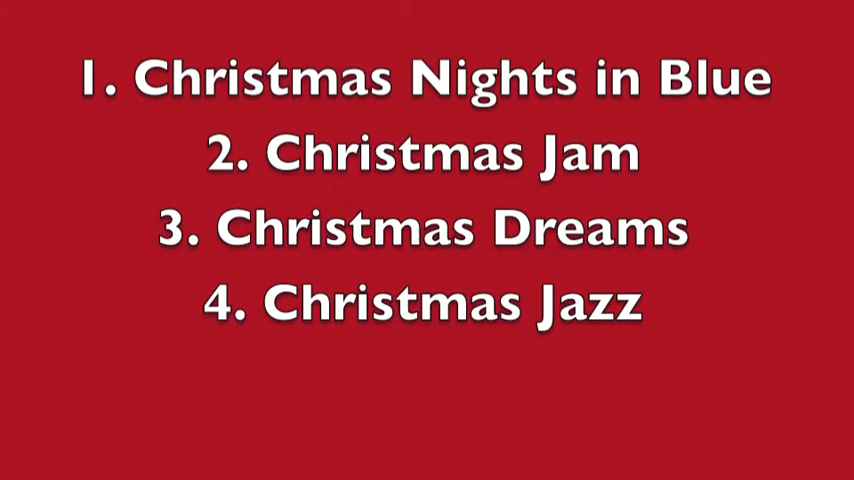 1. Christmas Nights in Blue
2. Christmas Jam
3. Christmas Dreams
4. Christmas Jazz